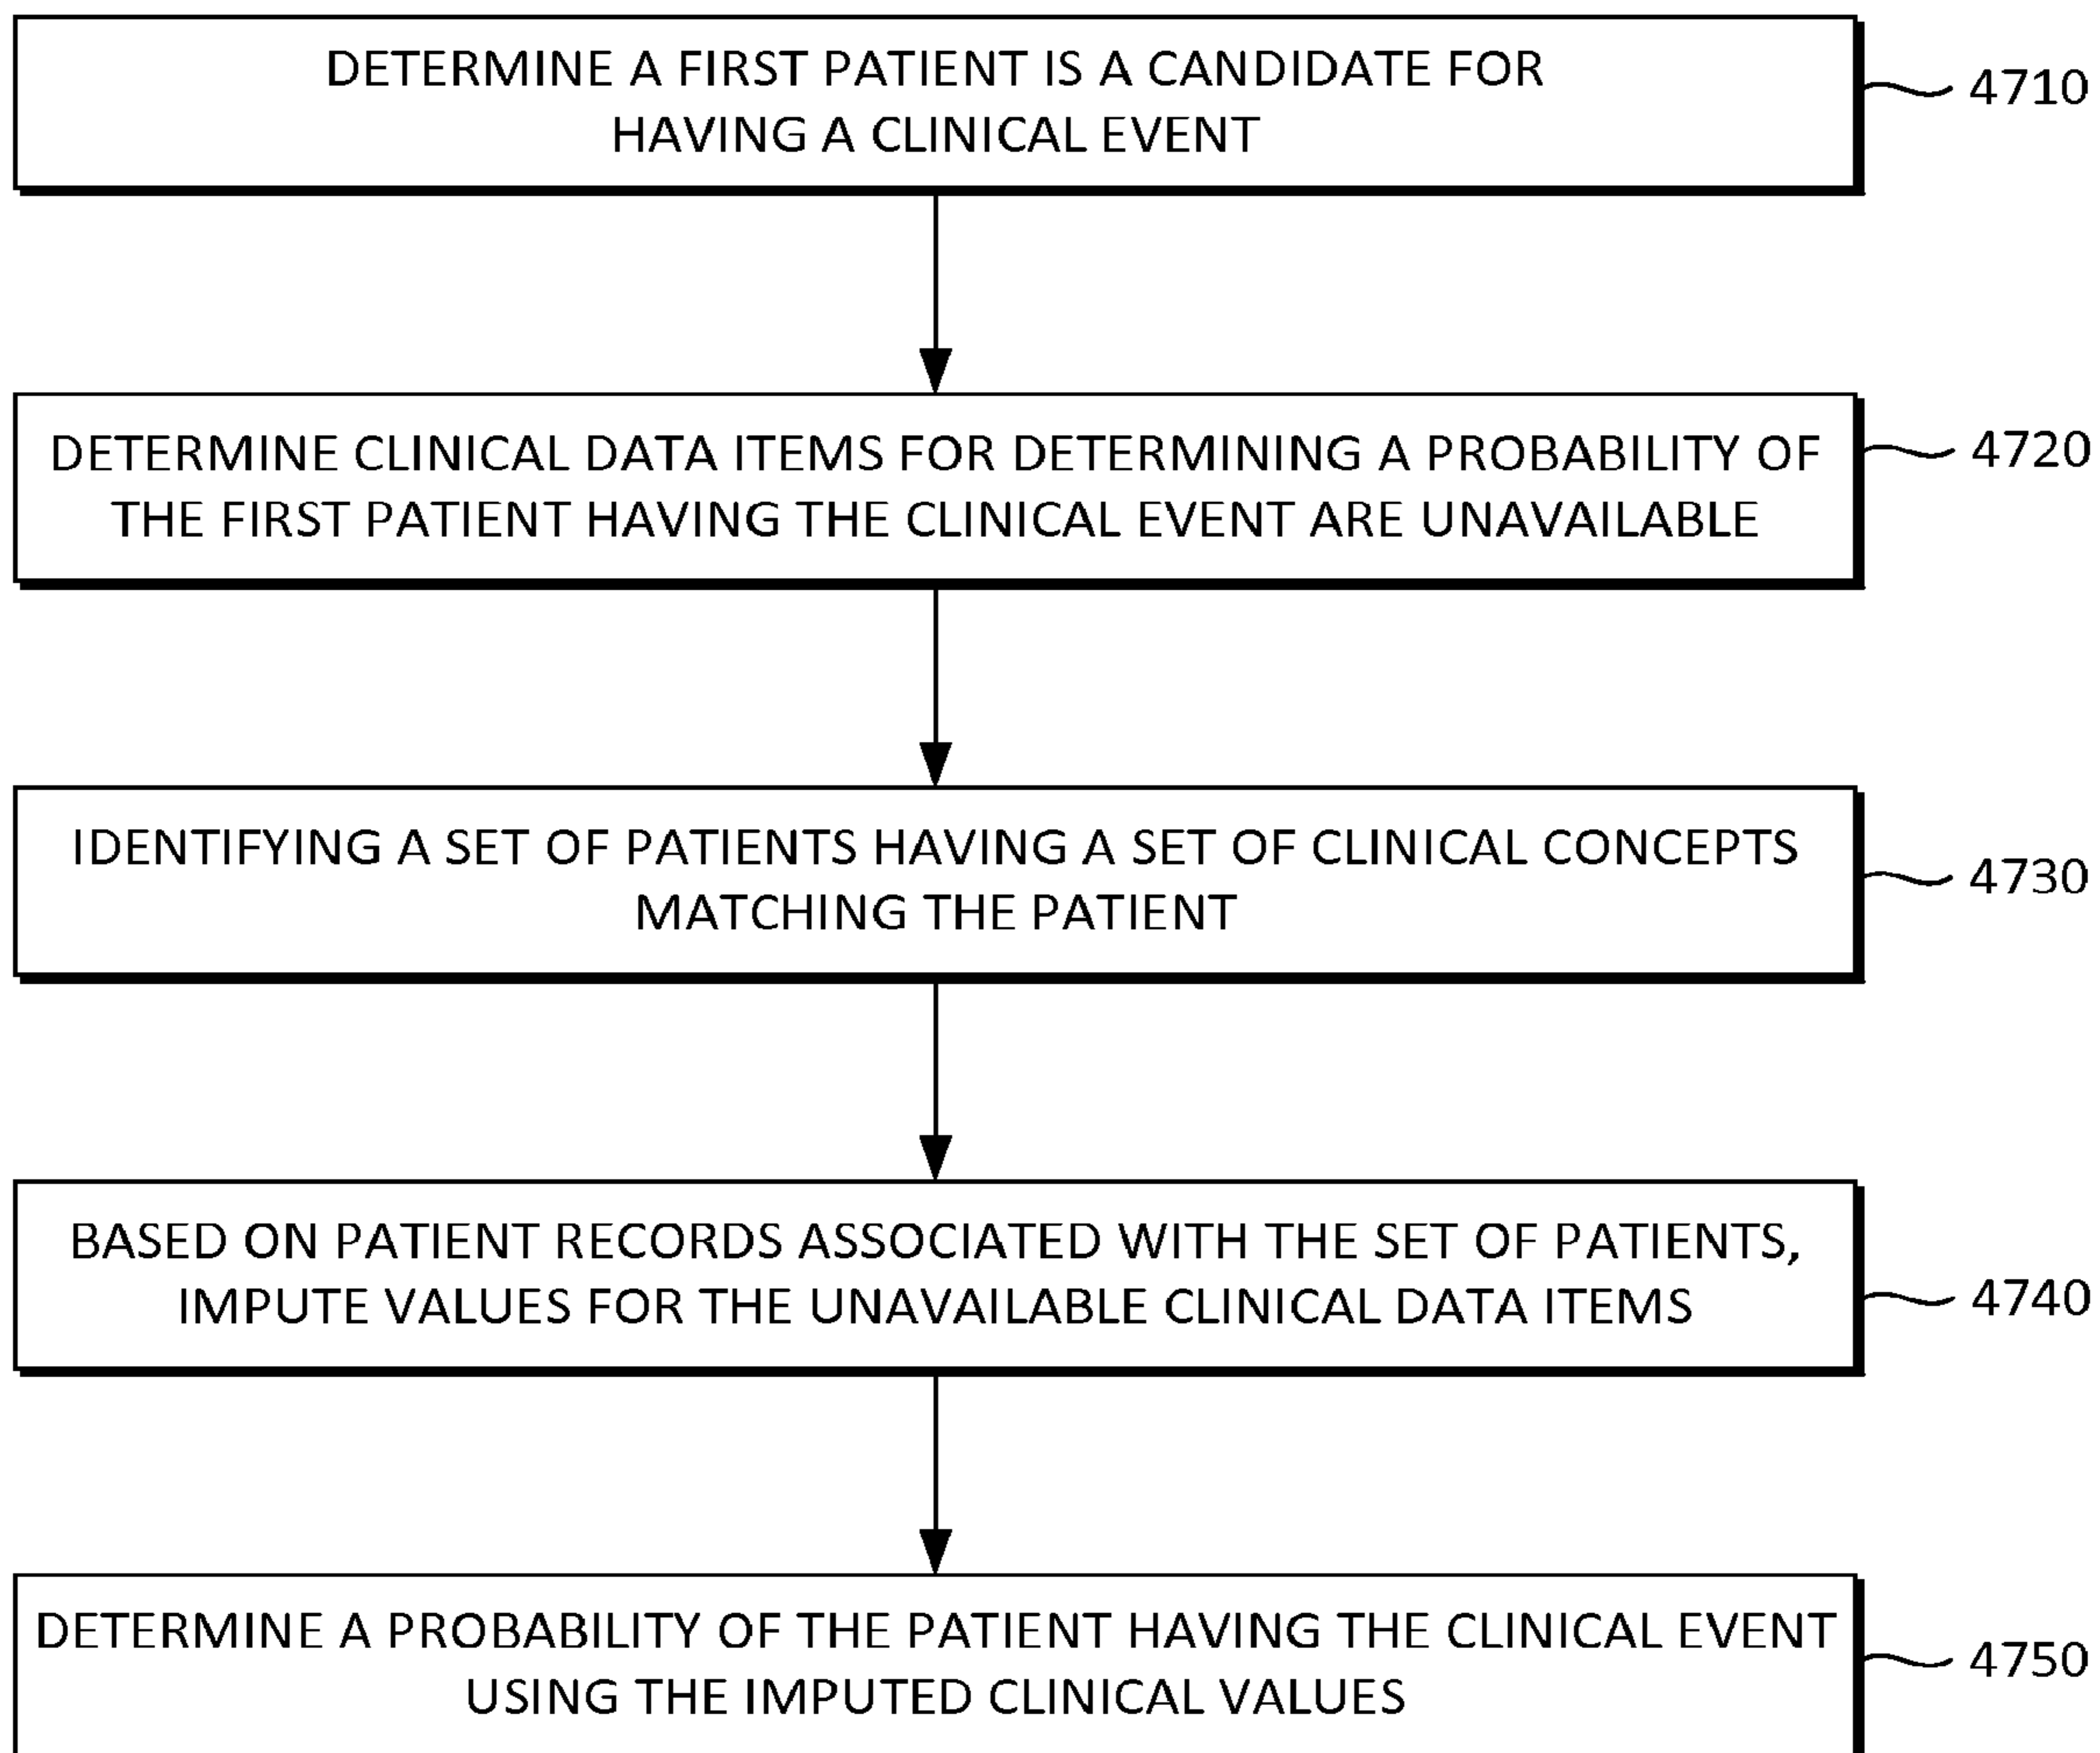 DETERMINE A FIRST PATIENT IS A CANDIDATE FOR
HAVING A CLINICAL EVENT
4710
DETERMINE CLINICAL DATA ITEMS FOR DETERMINING A PROBABILITY OF
THE FIRST PATIENT HAVING THE CLINICAL EVENT ARE UNAVAILABLE
4720
IDENTIFYING A SET OF PATIENTS HAVING A SET OF CLINICAL CONCEPTS
MATCHING THE PATIENT
4730
BASED ON PATIENT RECORDS ASSOCIATED WITH THE SET OF PATIENTS,
IMPUTE VALUES FOR THE UNAVAILABLE CLINICAL DATA ITEMS
4740
DETERMINE A PROBABILITY OF THE PATIENT HAVING THE CLINICAL EVENT
USING THE IMPUTED CLINICAL VALUES
4750